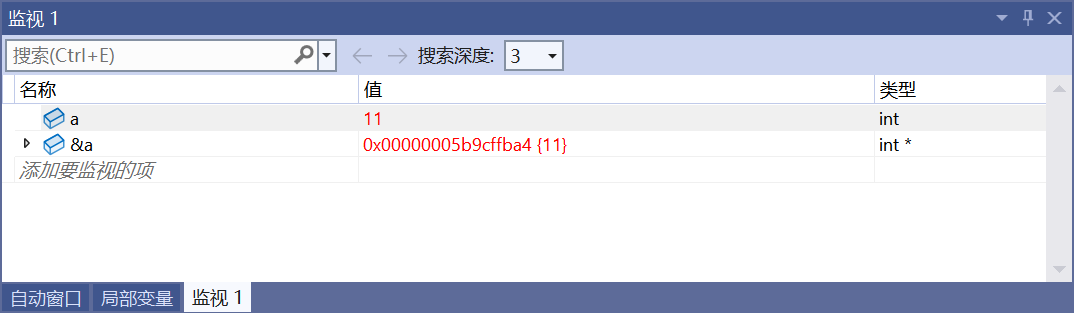 监视 1
搜索(Ctrl+E) 搜索深度: 3
名称 值 类型
a 11 int
&a 0x00000005b9cffba4 {11} int *
添加要监视的项
自动窗口 局部变量 监视 1